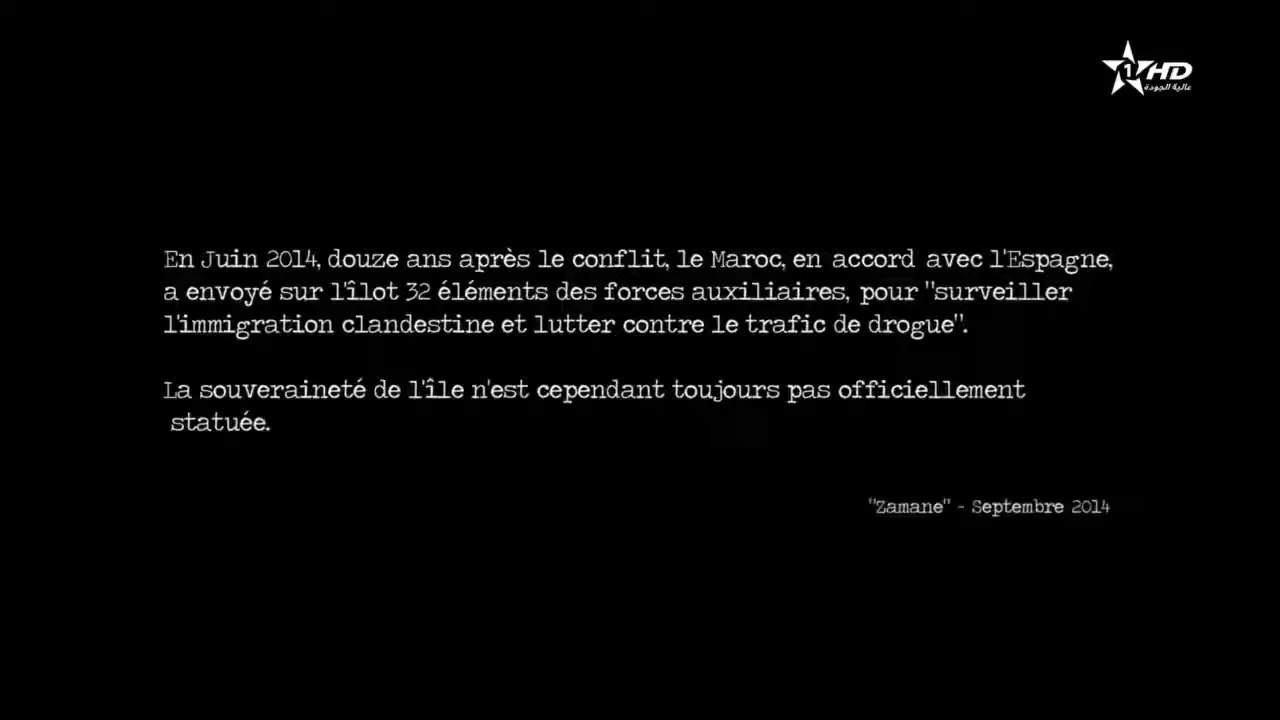 1 HD
عالية الجودة
En Juin 2014, douze ans après le conflit, le Maroc, en accord avec l'Espagne,
a envoyé sur l'îlot 32 éléments des forces auxiliaires, pour "surveiller
l'immigration clandestine et lutter contre le trafic de drogue".
La souveraineté de l'île n'est cependant toujours pas officiellement
statuée.
"Zamane" - Septembre 2014